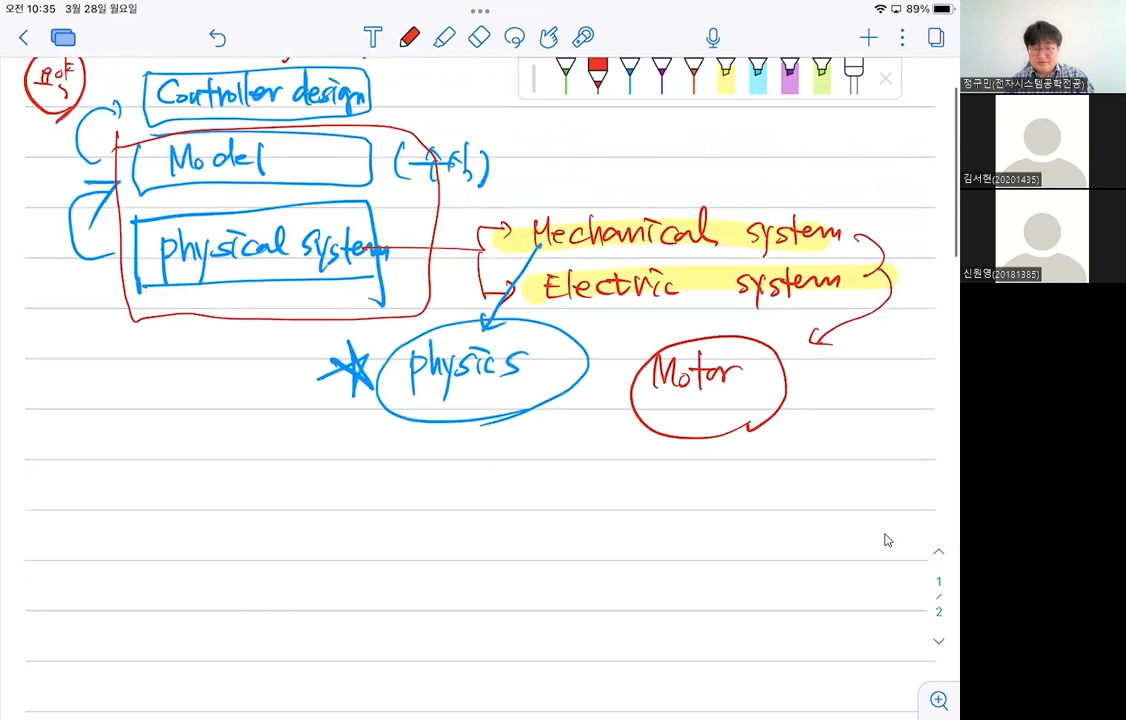 오전 10:35 3월 28일 월요일
89%
요약
Controller design
Model
physical system
Mechanical system
Electric system
physics
Motor
1
/
2
정구민(전자시스템공학전공)
김서현(20201435)
신원영(20181385)